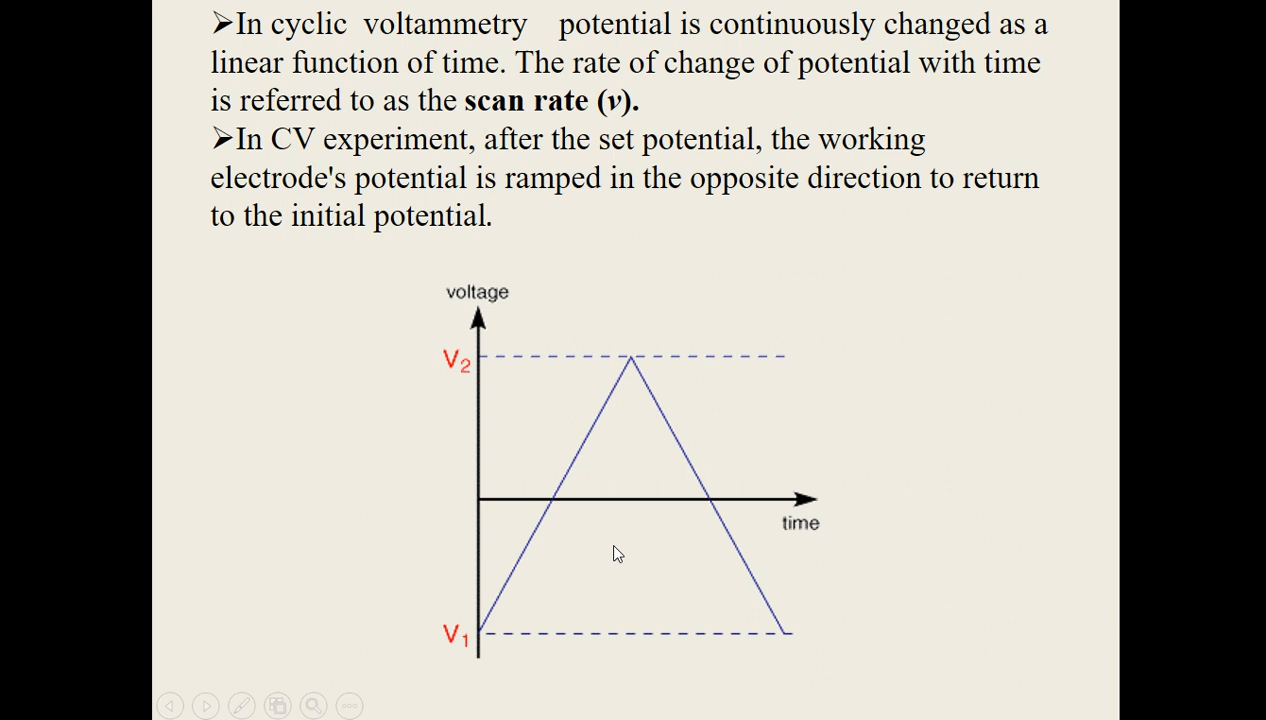 ➢In cyclic voltammetry potential is continuously changed as a
linear function of time. The rate of change of potential with time
is referred to as the scan rate (v).
➢In CV experiment, after the set potential, the working
electrode's potential is ramped in the opposite direction to return
to the initial potential.
voltage
V2
time
V1